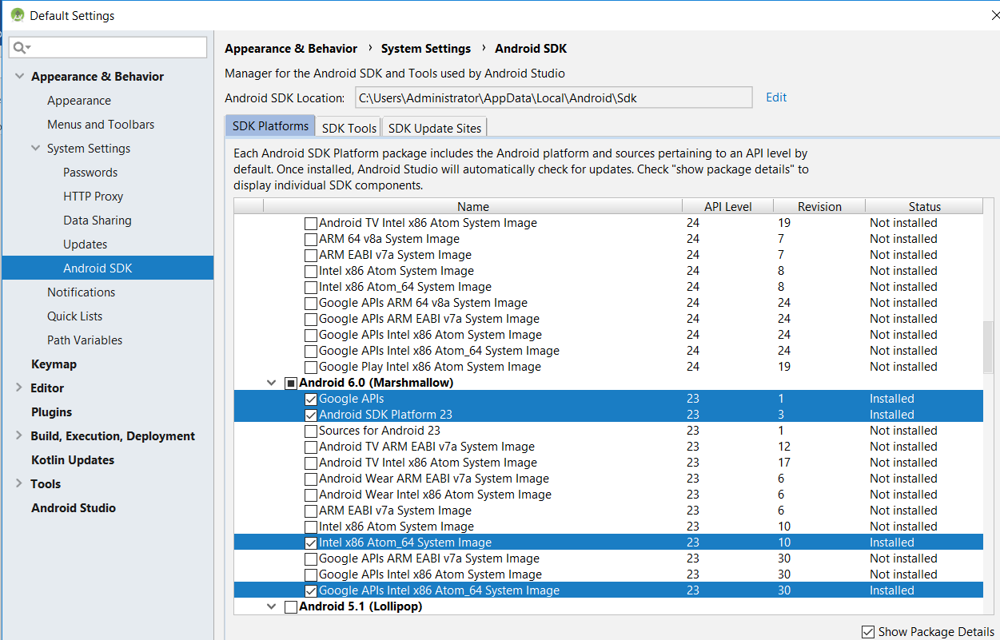 Default Settings
Appearance & Behavior
Appearance
Menus and Toolbars
System Settings
Passwords
HTTP Proxy
Data Sharing
Updates
Android SDK
Notifications
Quick Lists
Path Variables
Keymap
Editor
Plugins
Build, Execution, Deployment
Kotlin Updates
Tools
Android Studio
Appearance & Behavior › System Settings › Android SDK
Manager for the Android SDK and Tools used by Android Studio
Android SDK Location: C:\Users\Administrator\AppData\Local\Android\Sdk Edit
SDK Platforms SDK Tools SDK Update Sites
Each Android SDK Platform package includes the Android platform and sources pertaining to an API level by
default. Once installed, Android Studio will automatically check for updates. Check "show package details" to
display individual SDK components.
Name API Level Revision Status
Android TV Intel x86 Atom System Image 24 19 Not installed
ARM 64 v8a System Image 24 7 Not installed
ARM EABI v7a System Image 24 7 Not installed
Intel x86 Atom System Image 24 8 Not installed
Intel x86 Atom_64 System Image 24 8 Not installed
Google APIs ARM 64 v8a System Image 24 24 Not installed
Google APIs ARM EABI v7a System Image 24 24 Not installed
Google APIs Intel x86 Atom System Image 24 24 Not installed
Google APIs Intel x86 Atom_64 System Image 24 24 Not installed
Google Play Intel x86 Atom System Image 24 19 Not installed
Android 6.0 (Marshmallow)
Google APIs 23 1 Installed
Android SDK Platform 23 23 3 Installed
Sources for Android 23 23 1 Not installed
Android TV ARM EABI v7a System Image 23 12 Not installed
Android TV Intel x86 Atom System Image 23 17 Not installed
Android Wear ARM EABI v7a System Image 23 6 Not installed
Android Wear Intel x86 Atom System Image 23 6 Not installed
ARM EABI v7a System Image 23 6 Not installed
Intel x86 Atom System Image 23 10 Not installed
Intel x86 Atom_64 System Image 23 10 Installed
Google APIs ARM EABI v7a System Image 23 30 Not installed
Google APIs Intel x86 Atom System Image 23 30 Not installed
Google APIs Intel x86 Atom_64 System Image 23 30 Installed
Android 5.1 (Lollipop)
Show Package Details